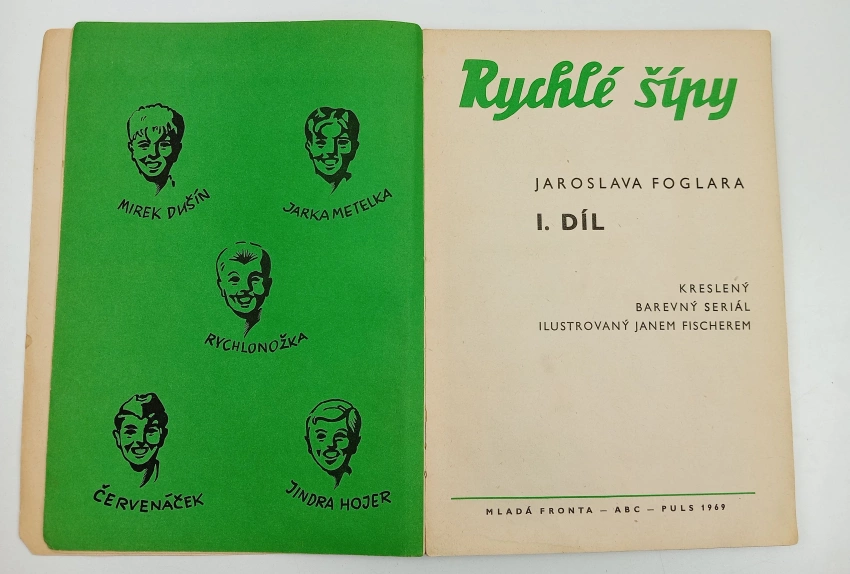 MIREK DUŠÍN
JARKA METELKA
RYCHLONOŽKA
ČERVENÁČEK
JINDRA HOJER
Rychlé šípy
JAROSLAVA FOGLARA
I. DÍL
KRESLENÝ
BAREVNÝ SERIÁL
ILUSTROVANÝ JANEM FISCHEREM
MLADÁ FRONTA — ABC — PULS 1969